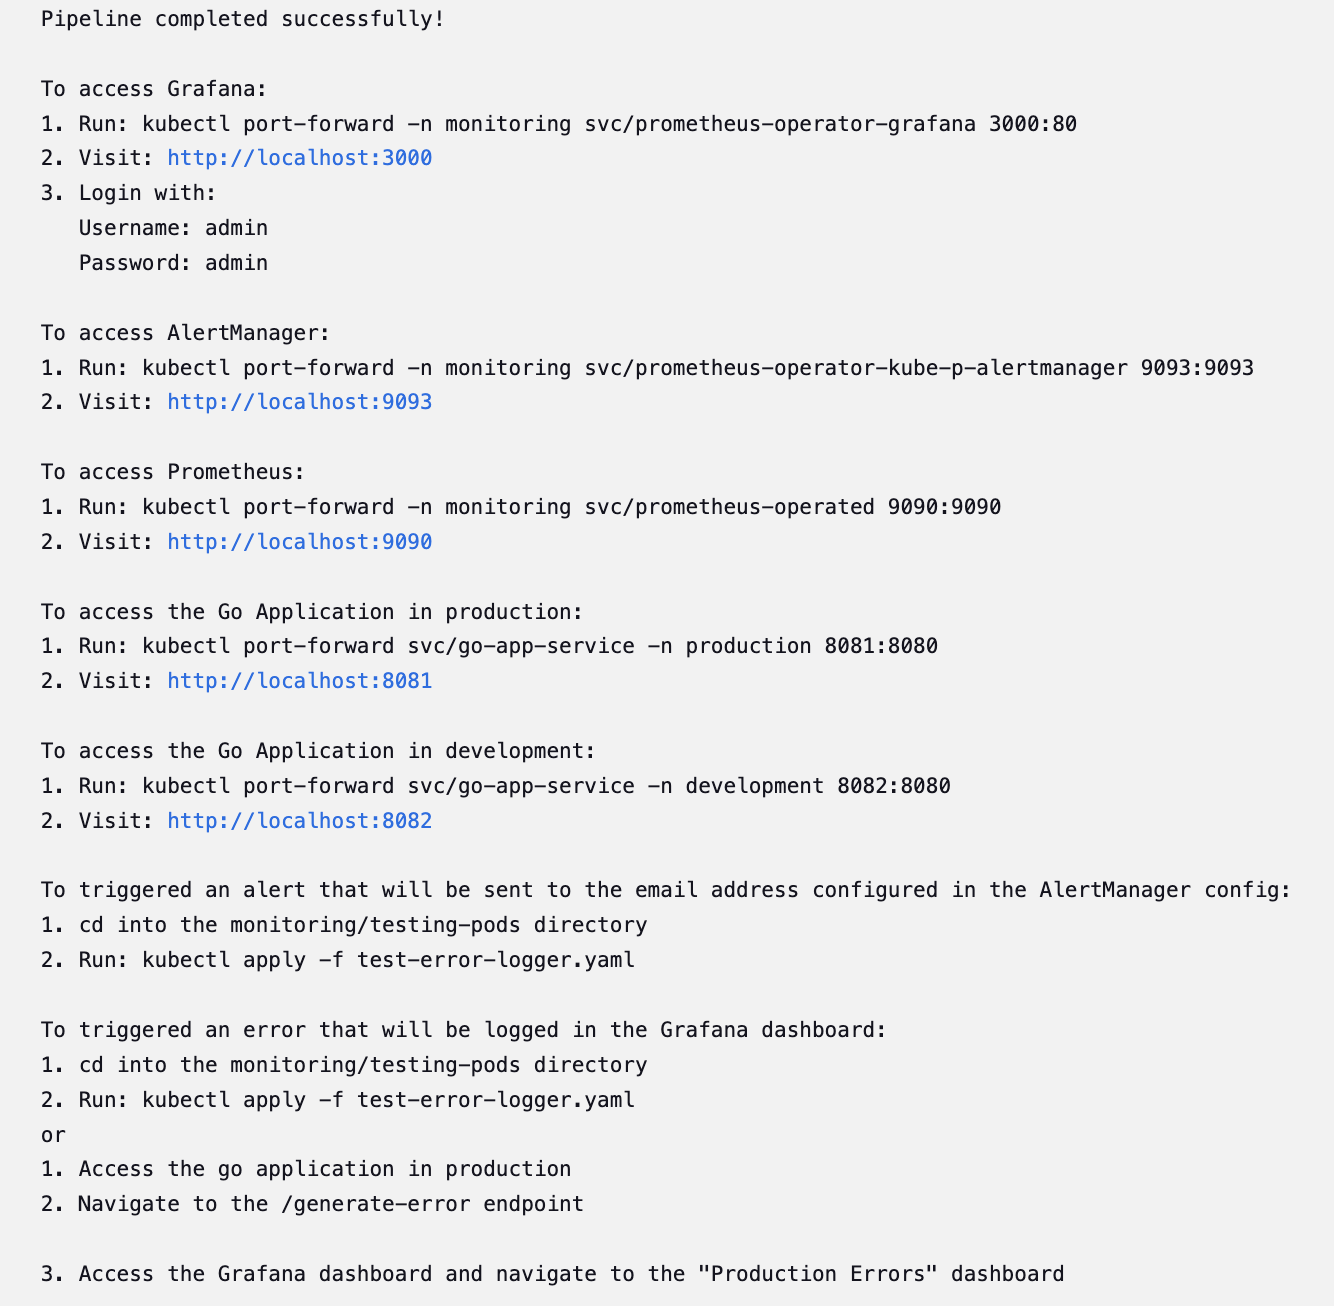 Pipeline completed successfully!
To access Grafana:
1. Run: kubectl port-forward -n monitoring svc/prometheus-operator-grafana 3000:80
2. Visit: http://localhost:3000
3. Login with:
Username: admin
Password: admin
To access AlertManager:
1. Run: kubectl port-forward -n monitoring svc/prometheus-operator-kube-p-alertmanager 9093:9093
2. Visit: http://localhost:9093
To access Prometheus:
1. Run: kubectl port-forward -n monitoring svc/prometheus-operated 9090:9090
2. Visit: http://localhost:9090
To access the Go Application in production:
1. Run: kubectl port-forward svc/go-app-service -n production 8081:8080
2. Visit: http://localhost:8081
To access the Go Application in development:
1. Run: kubectl port-forward svc/go-app-service -n development 8082:8080
2. Visit: http://localhost:8082
To triggered an alert that will be sent to the email address configured in the AlertManager config:
1. cd into the monitoring/testing-pods directory
2. Run: kubectl apply -f test-error-logger.yaml
To triggered an error that will be logged in the Grafana dashboard:
1. cd into the monitoring/testing-pods directory
2. Run: kubectl apply -f test-error-logger.yaml
or
1. Access the go application in production
2. Navigate to the /generate-error endpoint
3. Access the Grafana dashboard and navigate to the "Production Errors" dashboard